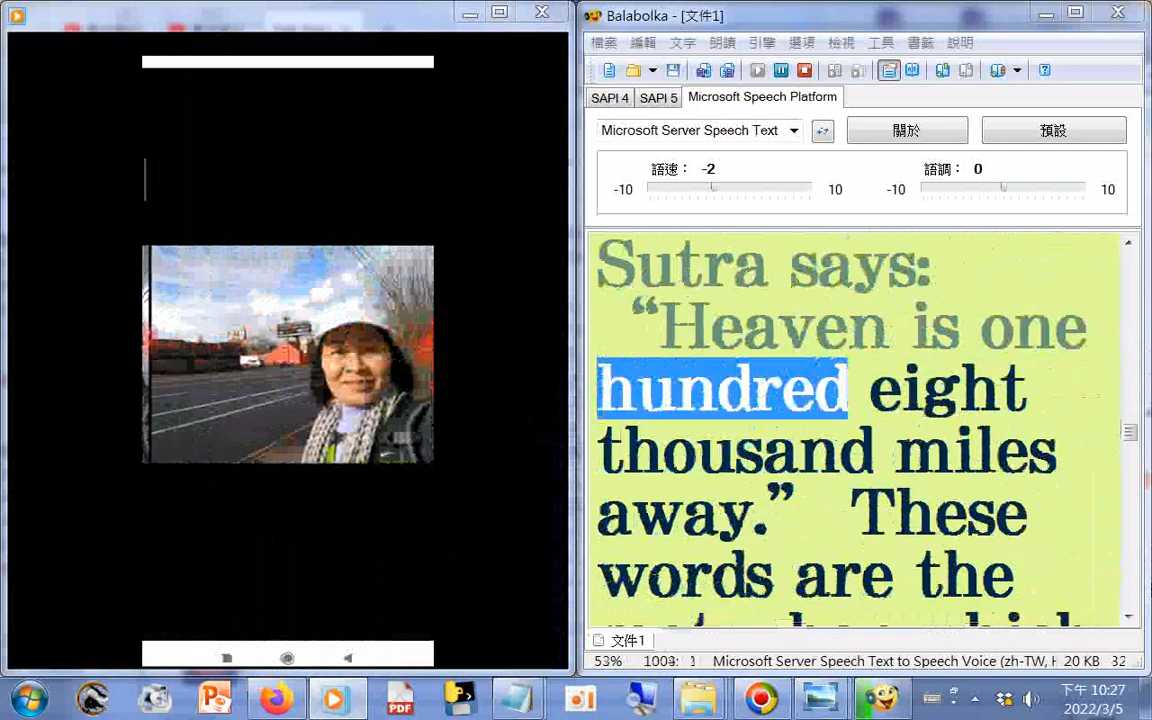 Balabolka - [文件1]
檔案 編輯 文字 朗讀 引擎 選項 檢視 工具 書籤 說明
SAPI 4 SAPI 5 Microsoft Speech Platform
Microsoft Server Speech Text 關於 預設
語速： -2 語調： 0
-10 10 -10 10
Sutra says:
“Heaven is one
hundred eight
thousand miles
away.” These
words are the
文件1
53% 1 Microsoft Server Speech Text to Speech Voice (zh-TW, H 20 KB 32
PDF
下午 10:27
2022/3/5